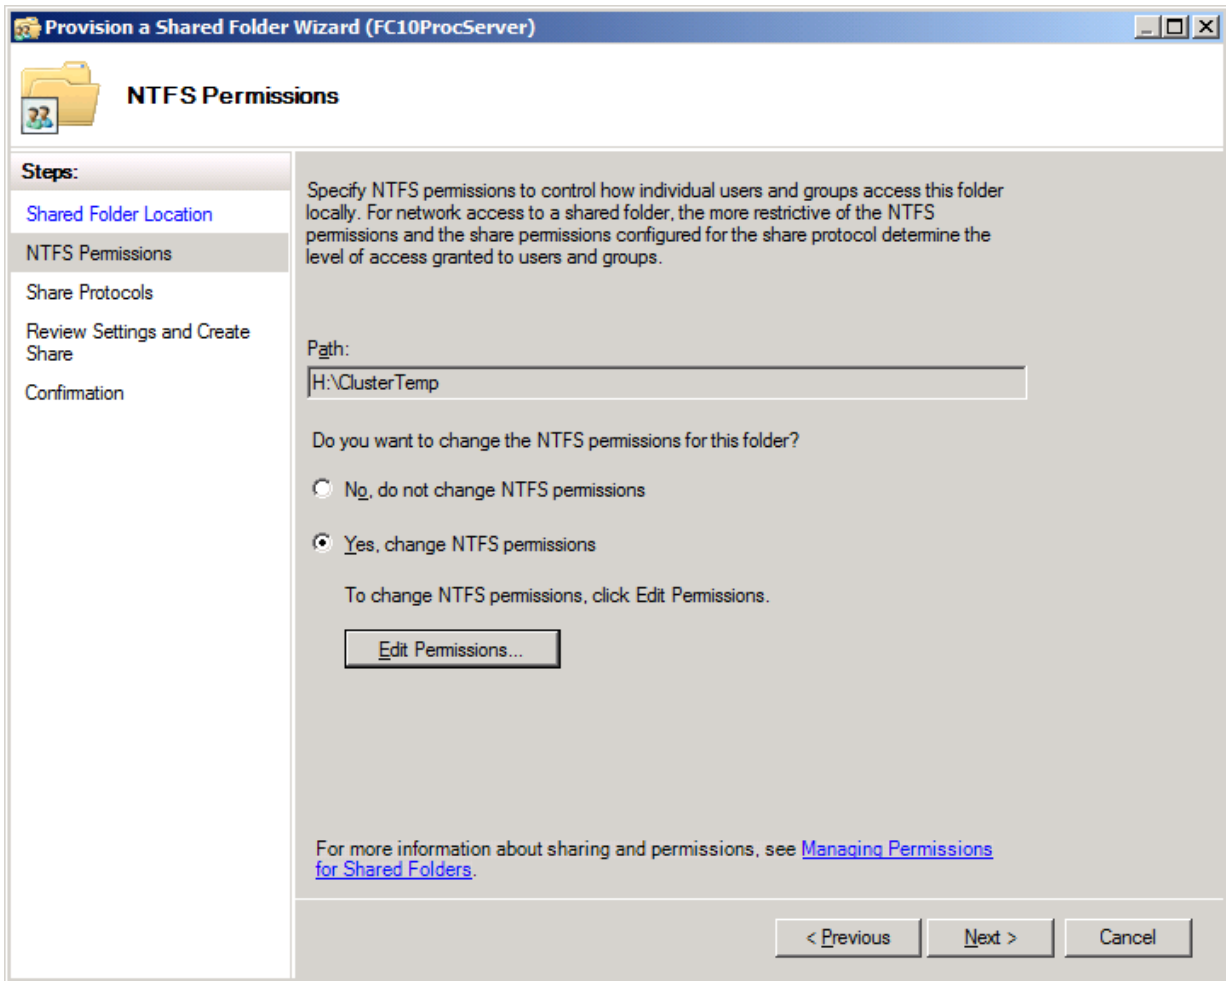 Provision a Shared Folder Wizard (FC10ProcServer)
NTFS Permissions
Steps:
Shared Folder Location
NTFS Permissions
Share Protocols
Review Settings and Create
Share
Confirmation
Specify NTFS permissions to control how individual users and groups access this folder
locally. For network access to a shared folder, the more restrictive of the NTFS
permissions and the share permissions configured for the share protocol determine the
level of access granted to users and groups.
Path:
H:\ClusterTemp
Do you want to change the NTFS permissions for this folder?
No, do not change NTFS permissions
Yes, change NTFS permissions
To change NTFS permissions, click Edit Permissions.
Edit Permissions...
For more information about sharing and permissions, see Managing Permissions
for Shared Folders.
< Previous
Next >
Cancel